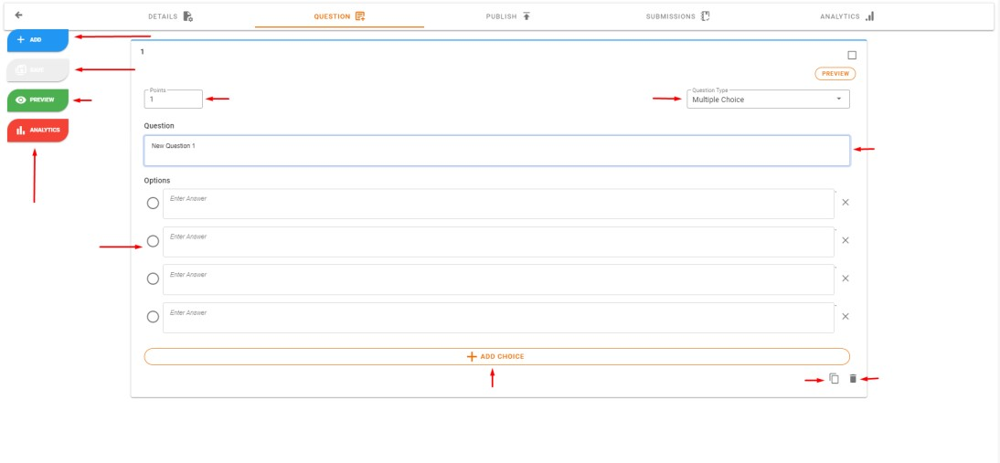 DETAILS
QUESTION
PUBLISH
SUBMISSIONS
ANALYTICS
ADD
SAVE
PREVIEW
ANALYTICS
1
PREVIEW
Points
1
Question Type
Multiple Choice
Question
New Question 1
Options
Enter Answer
Enter Answer
Enter Answer
Enter Answer
ADD CHOICE